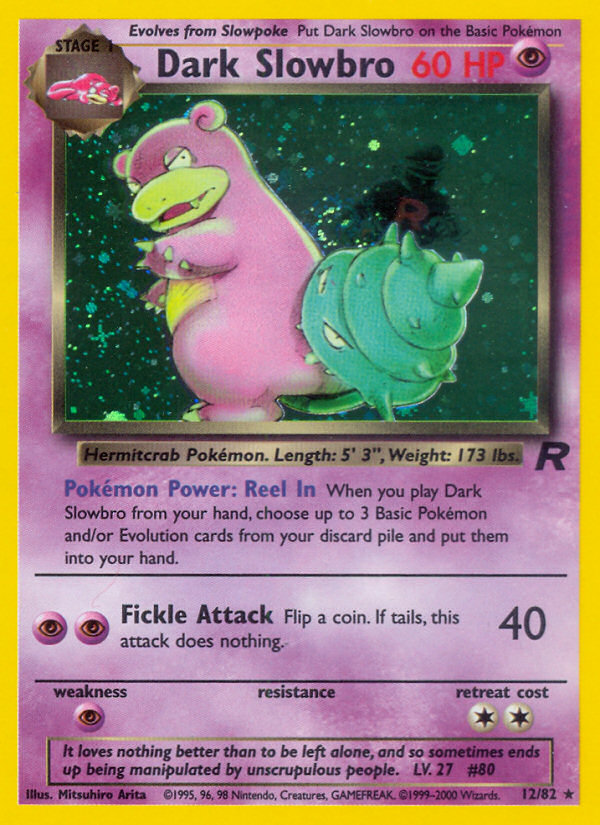 Evolves from Slowpoke Put Dark Slowbro on the Basic Pokémon
STAGE 1
Dark Slowbro 60 HP
R
Hermitcrab Pokémon. Length: 5' 3", Weight: 173 lbs.
R
Pokémon Power: Reel In When you play Dark
Slowbro from your hand, choose up to 3 Basic Pokémon
and/or Evolution cards from your discard pile and put them
into your hand.
Fickle Attack Flip a coin. If tails, this
attack does nothing.
40
weakness resistance retreat cost
It loves nothing better than to be left alone, and so sometimes ends
up being manipulated by unscrupulous people. LV. 27 #80
Illus. Mitsuhiro Arita ©1995, 96, 98 Nintendo, Creatures, GAMEFREAK. ©1999-2000 Wizards. 12/82 ★